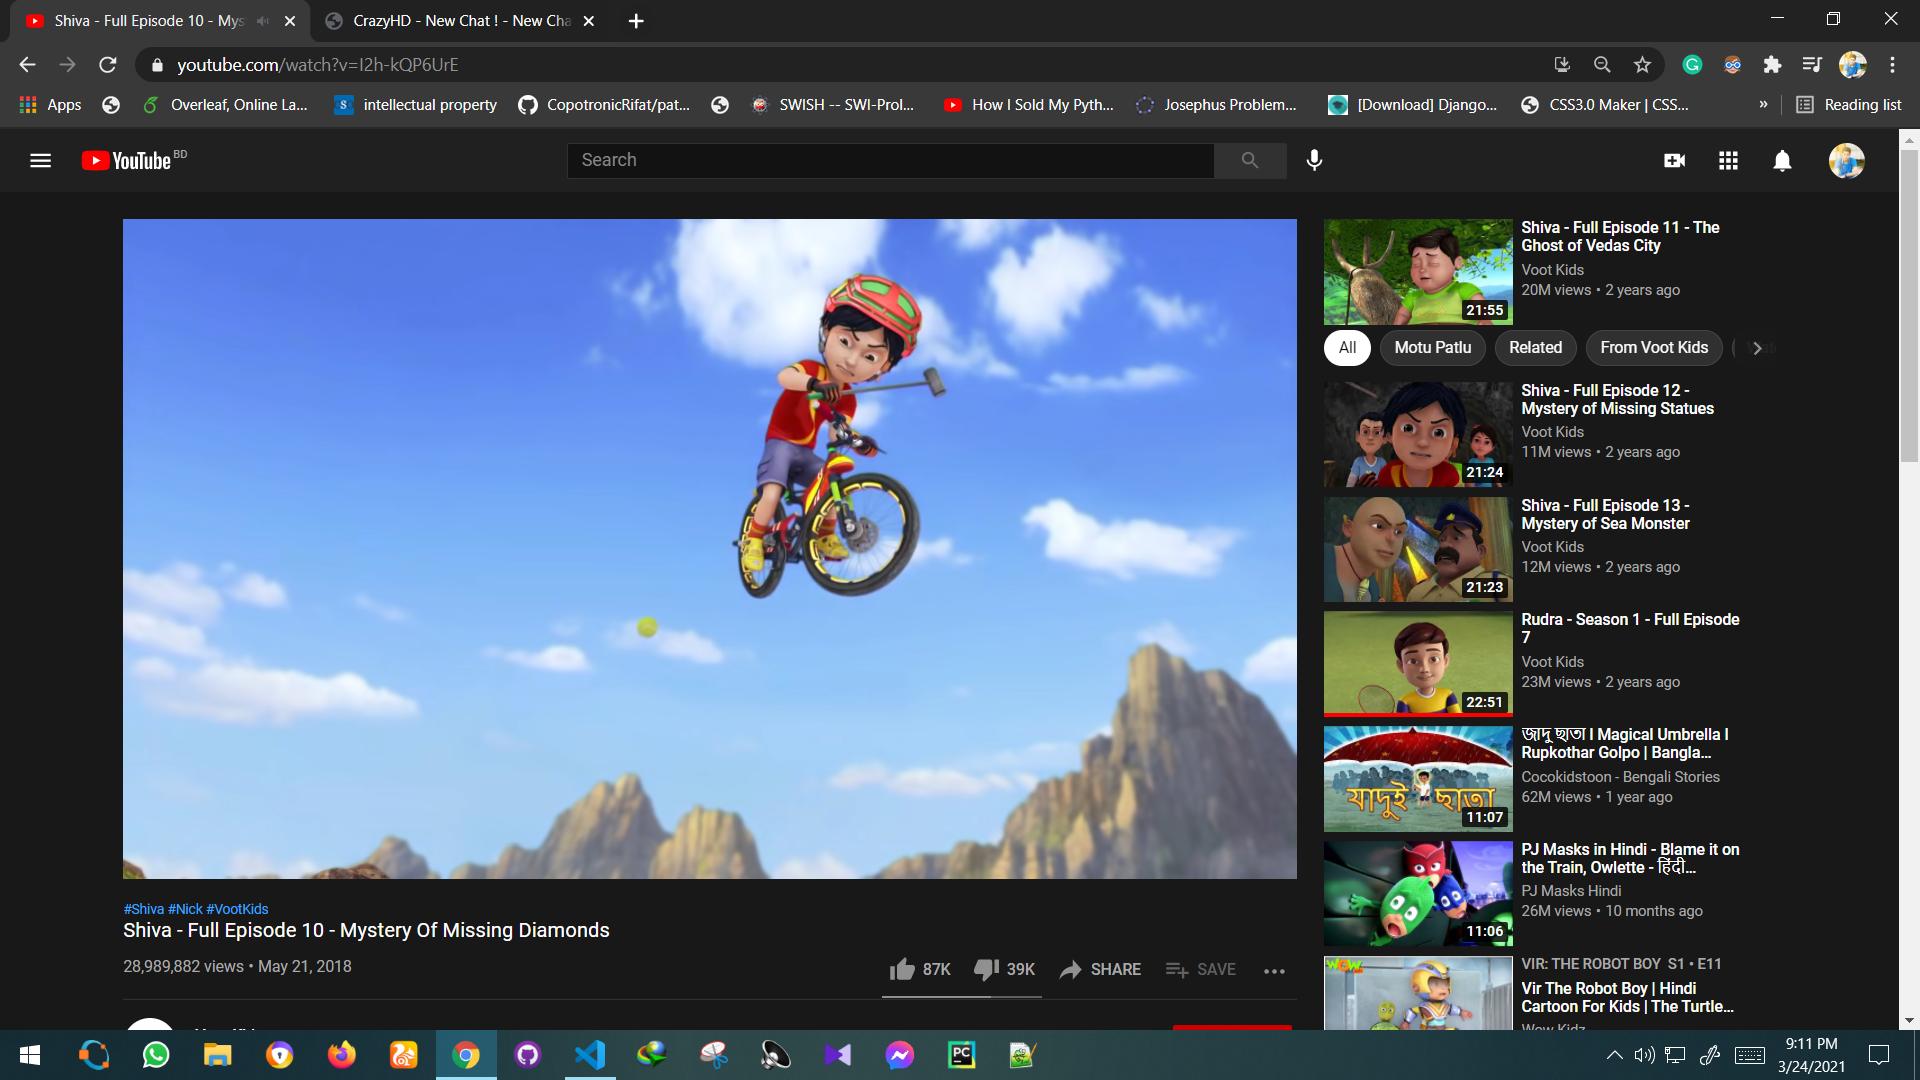 Shiva - Full Episode 10 - Mys
CrazyHD - New Chat ! - New Cha
youtube.com/watch?v=I2h-kQP6UrE
Apps
Overleaf, Online La...
intellectual property
CopotronicRifat/pat...
SWISH -- SWI-Prol...
How I Sold My Pyth...
Josephus Problem...
[Download] Django...
CSS3.0 Maker | CSS...
»
Reading list
YouTube BD
Search
Shiva - Full Episode 11 - The
Ghost of Vedas City
Voot Kids
20M views • 2 years ago
21:55
All
Motu Patlu
Related
From Voot Kids
Shiva - Full Episode 12 -
Mystery of Missing Statues
Voot Kids
11M views • 2 years ago
21:24
Shiva - Full Episode 13 -
Mystery of Sea Monster
Voot Kids
12M views • 2 years ago
21:23
Rudra - Season 1 - Full Episode
7
Voot Kids
23M views • 2 years ago
22:51
জাদু ছাতা I Magical Umbrella I
Rupkothar Golpo | Bangla...
Cocokidstoon - Bengali Stories
62M views • 1 year ago
যাদুই ছাতা
11:07
PJ Masks in Hindi - Blame it on
the Train, Owlette - हिंदी...
PJ Masks Hindi
26M views • 10 months ago
11:06
VIR: THE ROBOT BOY S1 • E11
Vir The Robot Boy | Hindi
Cartoon For Kids | The Turtle...
Wow Kidz
WOW
#Shiva #Nick #VootKids
Shiva - Full Episode 10 - Mystery Of Missing Diamonds
28,989,882 views • May 21, 2018
87K
39K
SHARE
SAVE
9:11 PM
3/24/2021